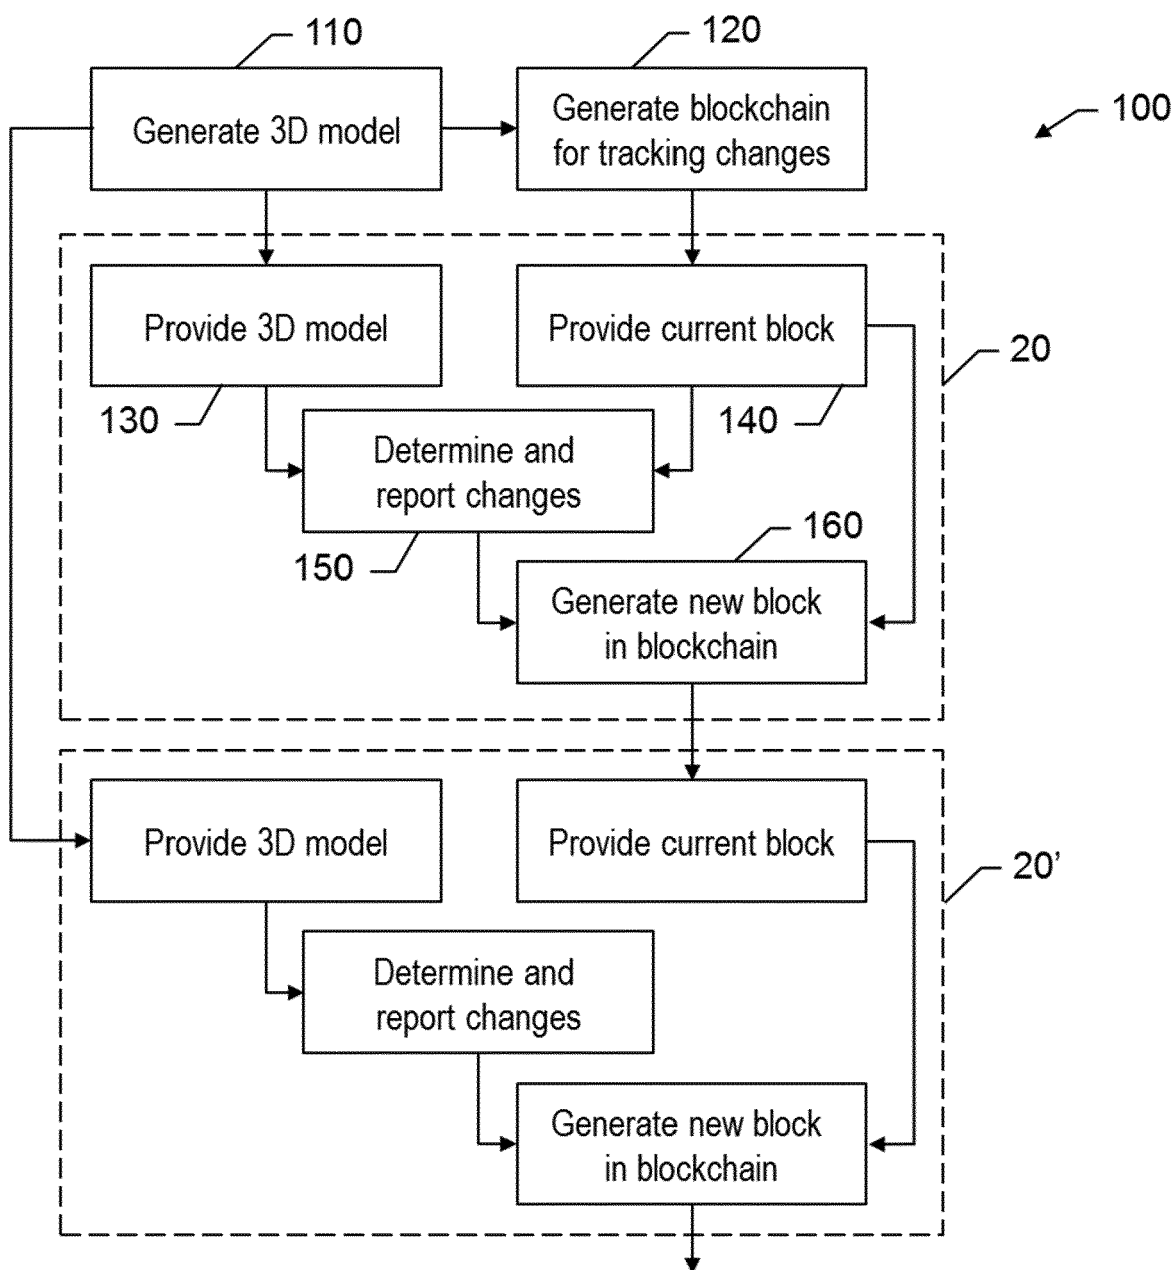 110
120
Generate 3D model
Generate blockchain
for tracking changes
100
Provide 3D model
Provide current block
20
130
140
Determine and
report changes
150
160
Generate new block
in blockchain
Provide 3D model
Provide current block
20’
Determine and
report changes
Generate new block
in blockchain